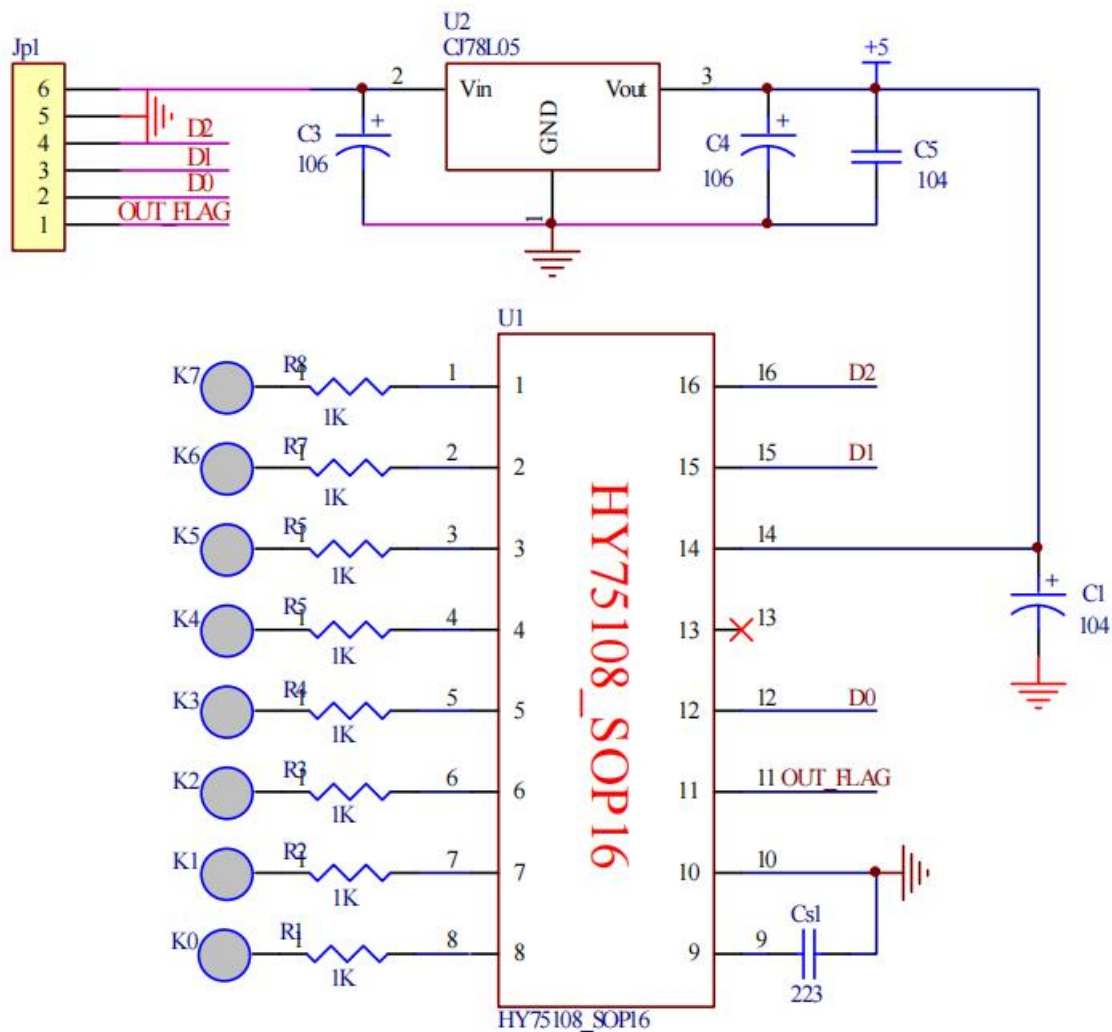 Jp1
6
5
4
3
2
1
D2
D1
D0
OUT_FLAG
C3
106
+
2
U2
CJ78L05
Vin
Vout
GND
1
3
+
C4
106
+5
C5
104
U1
K7
R8
1
1K
1
1
K6
R7
1
1K
2
2
K5
R5
1
1K
3
3
K4
R5
1
1K
4
4
K3
R4
1
1K
5
5
K2
R3
1
1K
6
6
K1
R2
1
1K
7
7
K0
R1
1
1K
8
8
HY75108_SOP16
16
16
D2
15
15
D1
14
14
13
13
12
12
D0
11
11
OUT_FLAG
10
10
9
9
Cs1
223
+
C1
104
HY75108_SOP16